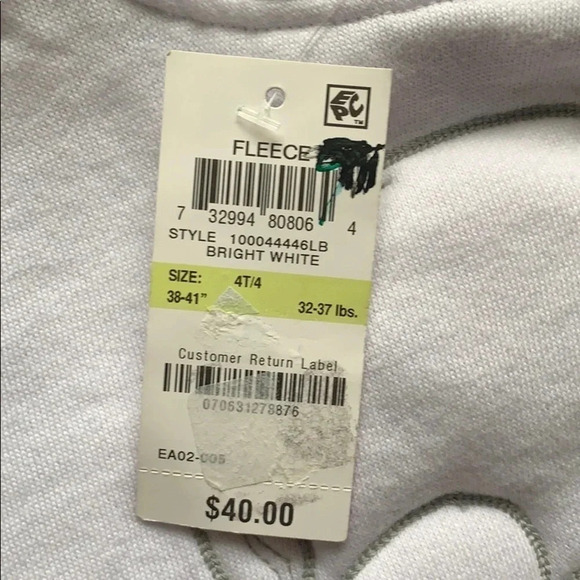 EPC
TM
FLEECE
7 32994 80806 4
STYLE 100044446LB
BRIGHT WHITE
SIZE: 4T/4
38-41" 32-37 lbs.
Customer Return Label
070631278876
EA02-005
$40.00